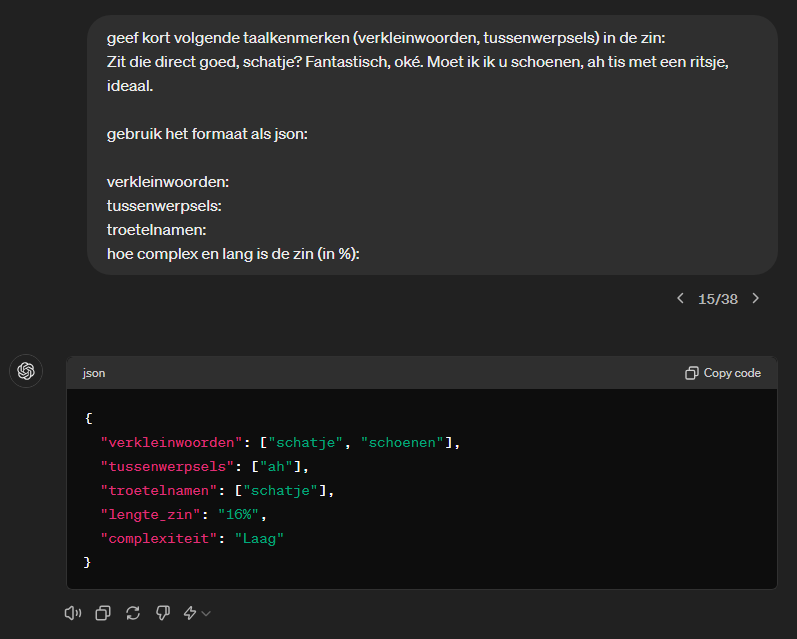 geef kort volgende taalkenmerken (verkleinwoorden, tussenwerpsels) in de zin:
Zit die direct goed, schatje? Fantastisch, oké. Moet ik ik u schoenen, ah tis met een ritsje,
ideaal.
gebruik het formaat als json:
verkleinwoorden:
tussenwerpsels:
troetelnamen:
hoe complex en lang is de zin (in %):
15/38
json Copy code
{
"verkleinwoorden": ["schatje", "schoenen"],
"tussenwerpsels": ["ah"],
"troetelnamen": ["schatje"],
"lengte_zin": "16%",
"complexiteit": "Laag"
}